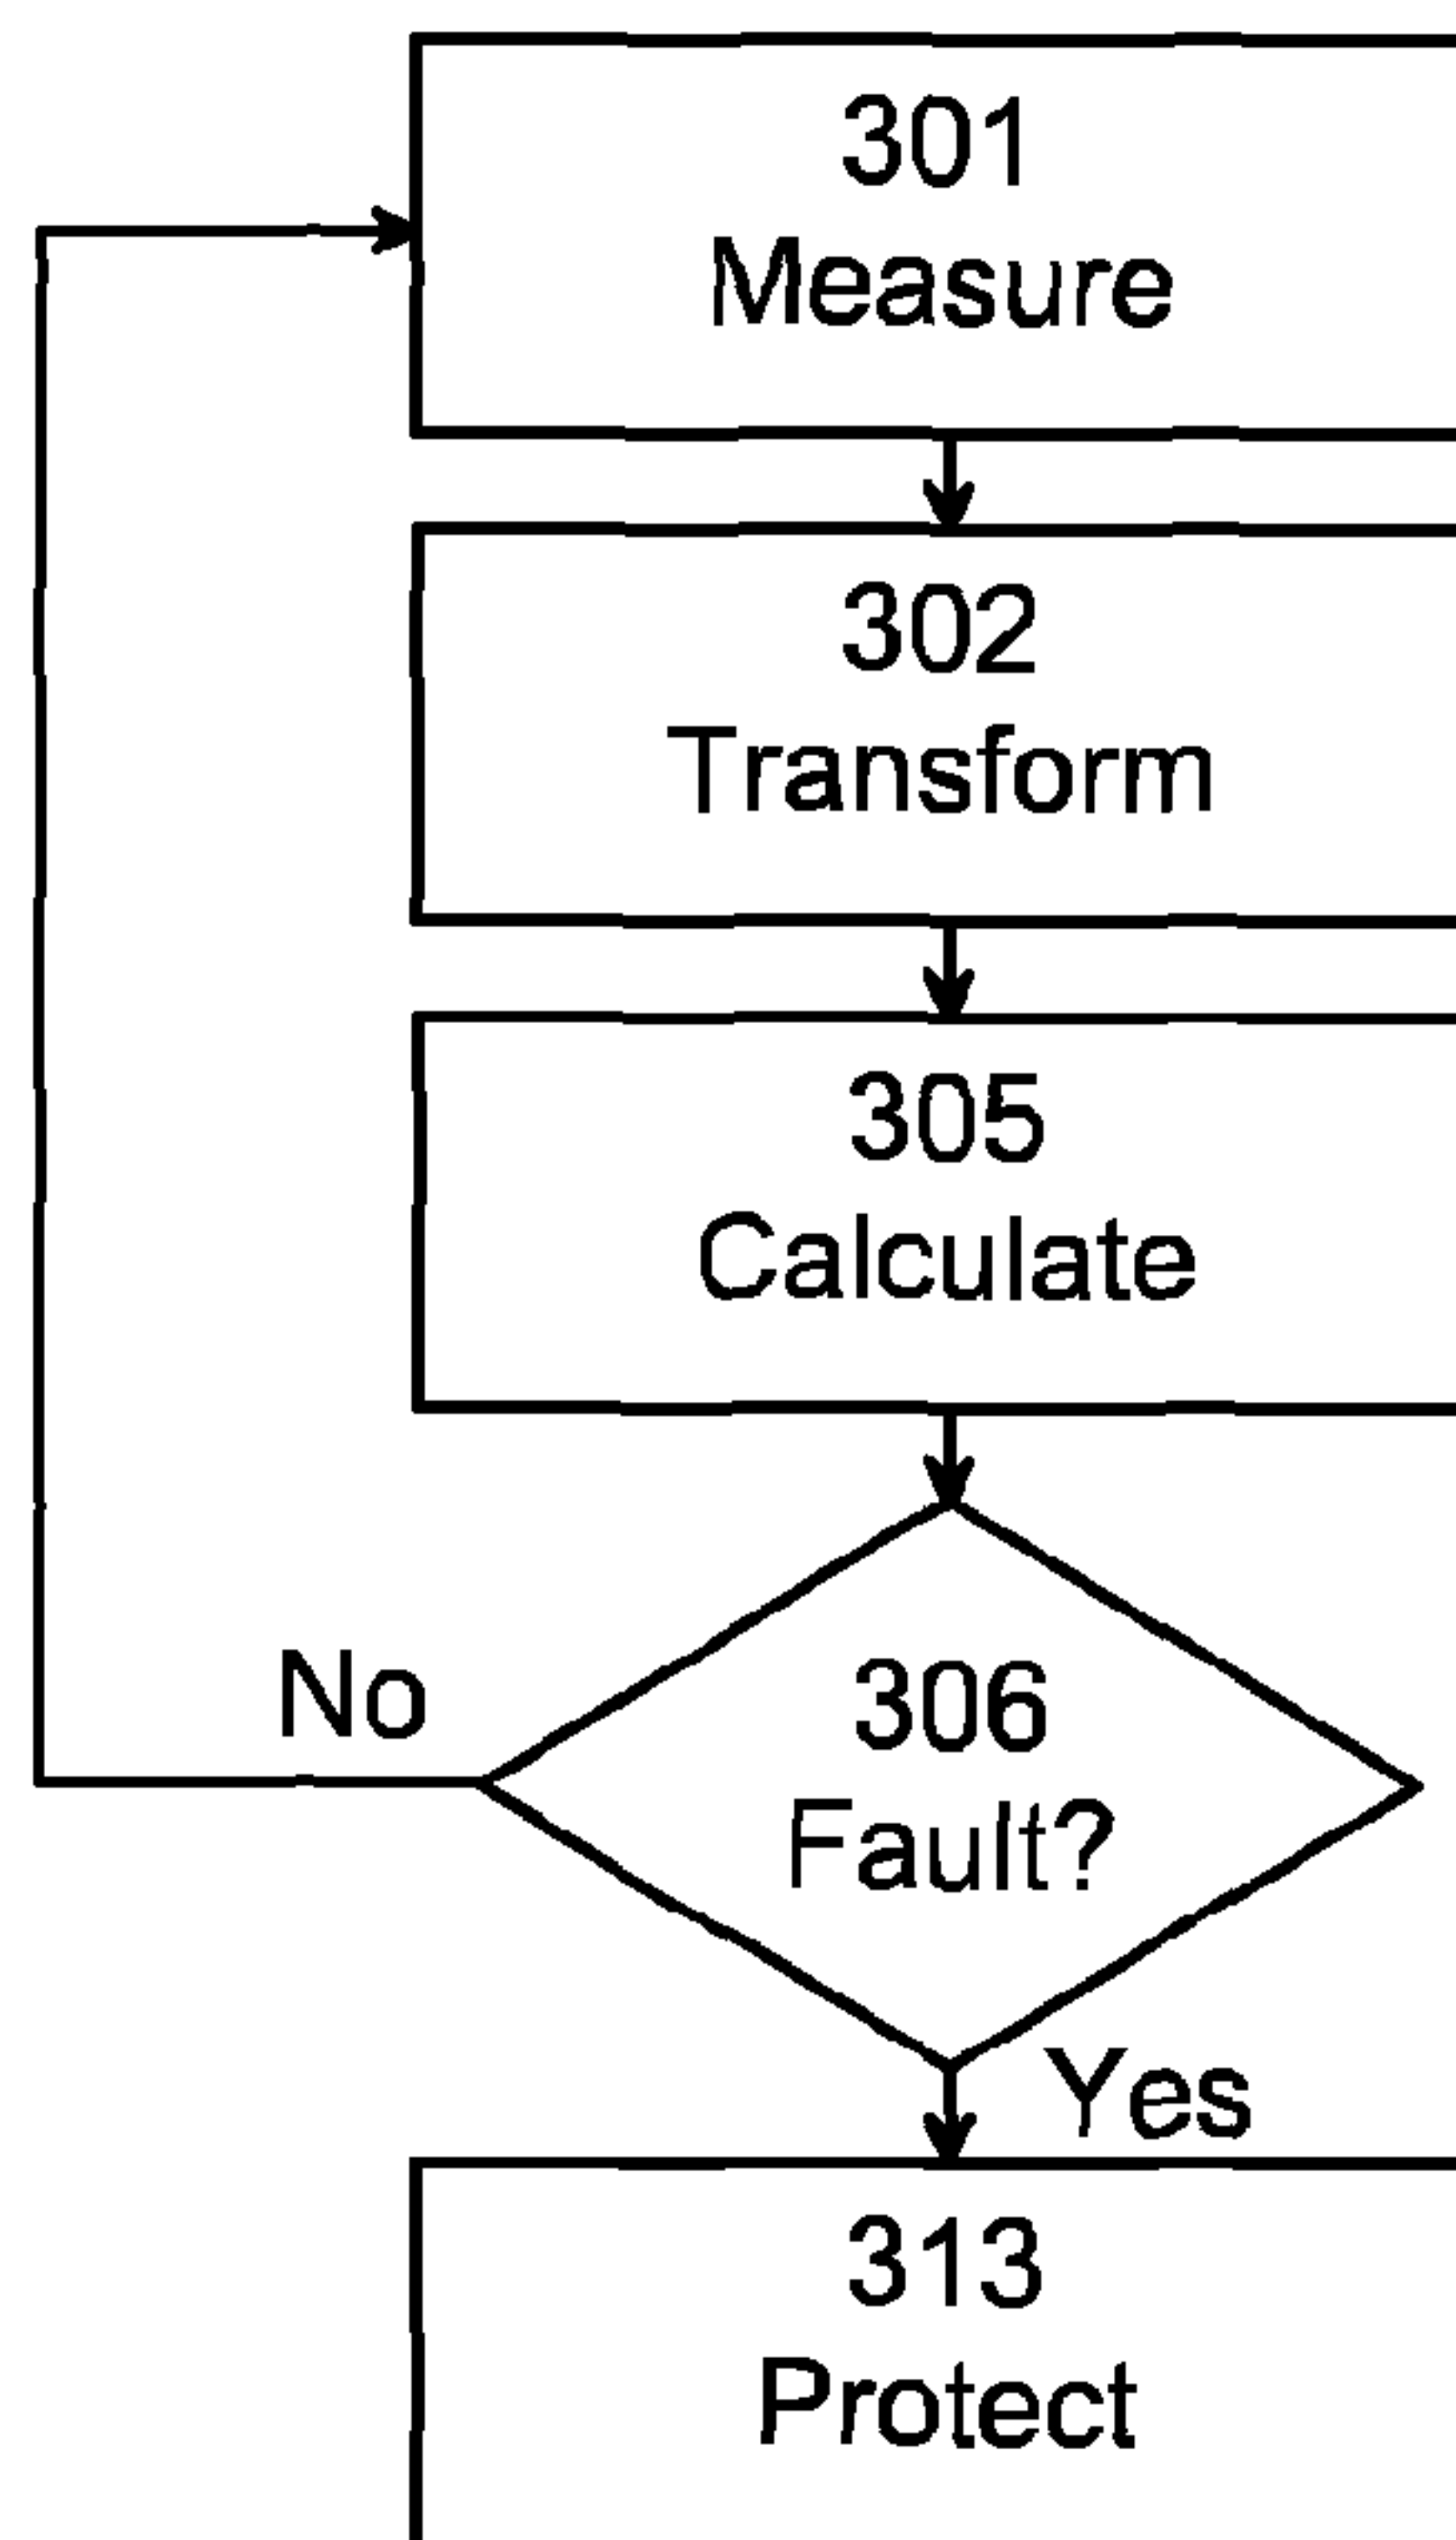 301
Measure
302
Transform
305
Calculate
No
306
Fault?
Yes
313
Protect